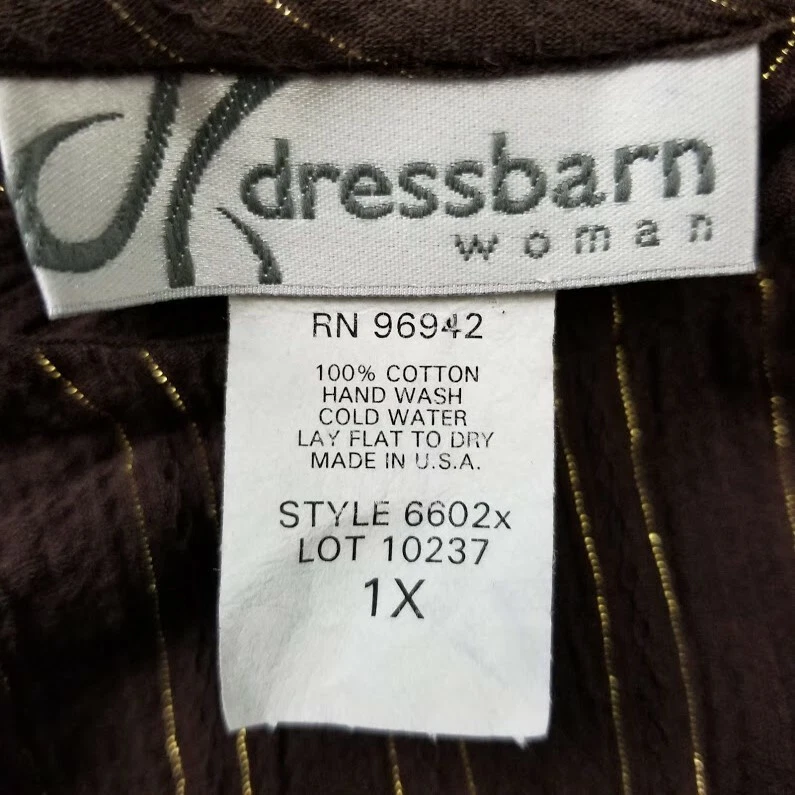 dressbarn
woman
RN 96942
100% COTTON
HAND WASH
COLD WATER
LAY FLAT TO DRY
MADE IN U.S.A.
STYLE 6602x
LOT 10237
1X